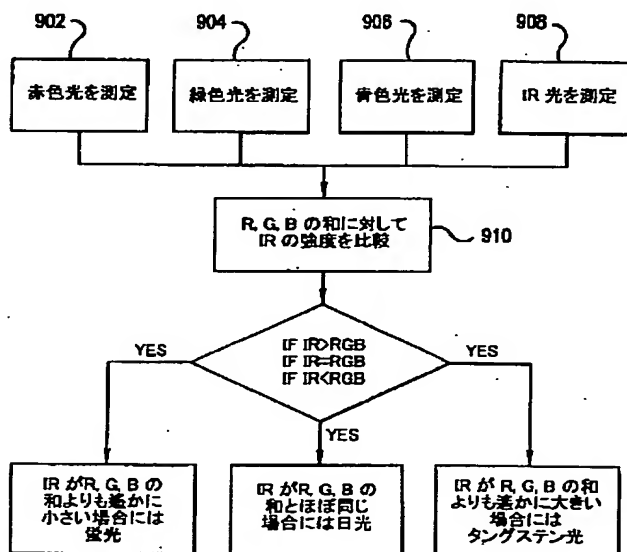 902
904
906
908
赤色光を測定
緑色光を測定
青色光を測定
IR 光を測定
R, G, B の和に対して
IR の強度を比較
910
IF IR>RGB
IF IR=RGB
IF IR<RGB
YES
YES
YES
IR がR, G, B の
和よりも遙かに
小さい場合には
蛍光
IR がR, G, B の
和とほぼ同じ
場合には日光
IR が R, G, B の和
よりも遙かに大きい
場合には
タングステン光